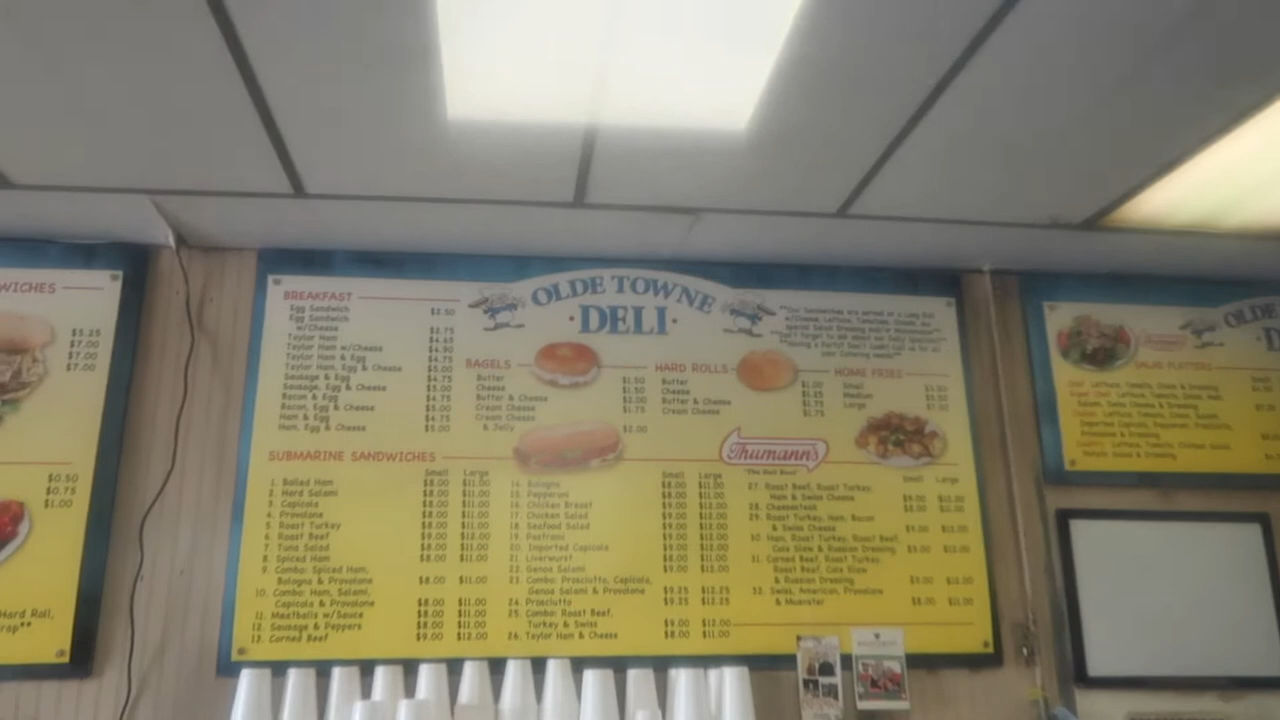 WICHES
$5.25
$7.00
$7.00
$7.00
$0.50
$0.75
$1.00
Hard Roll,
rap**
OLDE TOWNE
DELI
BREAKFAST
Egg Sandwich $2.50
Egg Sandwich
w/Cheese $2.75
Taylor Ham $4.45
Taylor Ham w/Cheese $4.90
Taylor Ham & Egg $4.75
Taylor Ham, Egg & Cheese $5.00
Sausage & Egg $4.75
Sausage, Egg & Cheese $5.00
Bacon & Egg $4.75
Bacon, Egg & Cheese $5.00
Ham & Egg $4.75
Ham, Egg & Cheese $5.00
BAGELS
Butter $1.50
Cheese $1.50
Butter & Cheese $2.00
Cream Cheese $1.75
Cream Cheese
& Jelly $2.00
HARD ROLLS
Butter $1.00
Cheese $1.25
Butter & Cheese $1.75
Cream Cheese $1.75
HOME FRIES
Small
Medium
Large
Thumann's
"The Deli Best"
SUBMARINE SANDWICHES
Small Large
1. Boiled Ham $8.00 $11.00
2. Hard Salami $8.00 $11.00
3. Capicola $8.00 $11.00
4. Provolone $8.00 $11.00
5. Roast Turkey $8.00 $11.00
6. Roast Beef $9.00 $12.00
7. Tuna Salad $8.00 $11.00
8. Spiced Ham $8.00 $11.00
9. Combo: Spiced Ham,
Bologna & Provolone $8.00 $11.00
10. Combo: Ham, Salami,
Capicola & Provolone $8.00 $11.00
11. Meatballs w/Sauce $8.00 $11.00
12. Sausage & Peppers $8.00 $11.00
13. Corned Beef $9.00 $12.00
Small Large
14. Bologna $8.00 $11.00
15. Pepperoni $8.00 $11.00
16. Chicken Breast $9.00 $12.00
17. Chicken Salad $9.00 $12.00
18. Seafood Salad $9.00 $12.00
19. Pastrami $9.00 $12.00
20. Imported Capicola $9.00 $12.00
21. Liverwurst $8.00 $11.00
22. Genoa Salami $9.00
23. Combo: Prosciutto, Capicola,
Genoa Salami & Provolone $9.25 $12.25
24. Prosciutto $9.25 $12.25
25. Combo: Roast Beef,
Turkey & Swiss $9.00 $12.00
26. Taylor Ham & Cheese $8.00 $11.00
Small Large
27. Roast Beef, Roast Turkey,
Ham & Swiss Cheese $9.00 $12.00
28. Cheesesteak
29. Roast Turkey, Ham, Bacon
& Swiss Cheese $9.00 $12.00
30. Ham, Roast Turkey, Roast Beef,
Cole Slaw & Russian Dressing $9.00 $12.00
31. Corned Beef, Roast Turkey,
Roast Beef, Cole Slaw
& Russian Dressing $9.00 $12.00
32. Swiss, American, Provolone
& Muenster $8.00 $11.00
OLDE
SALAD PLATTERS